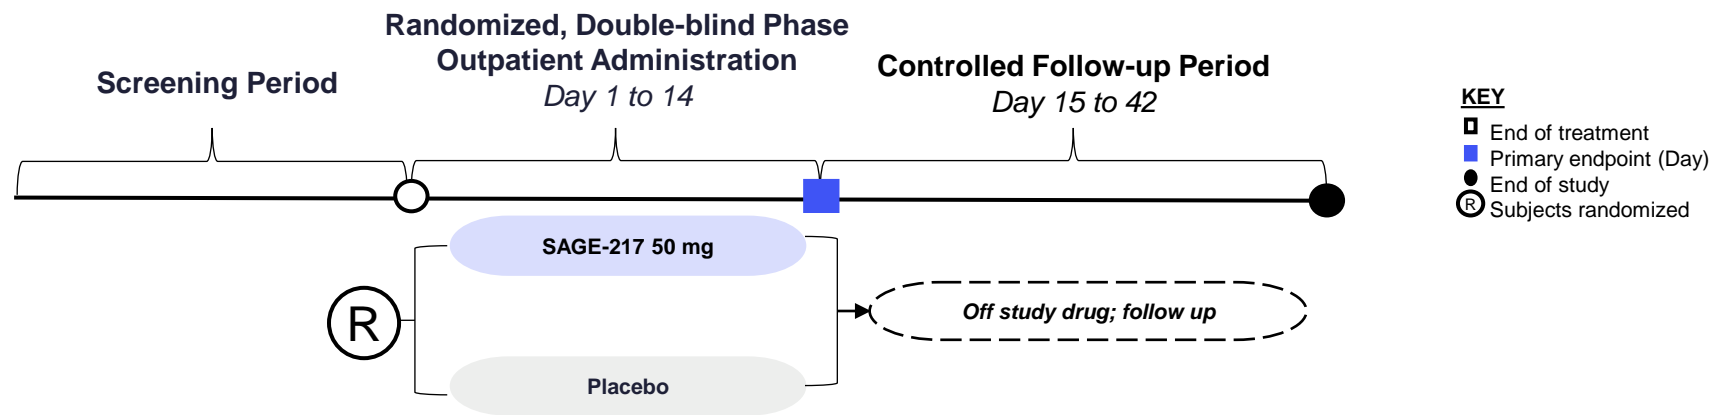 Screening Period
Randomized, Double-blind Phase
Outpatient Administration
Day 1 to 14
Controlled Follow-up Period
Day 15 to 42
KEY
End of treatment
Primary endpoint (Day)
End of study
R Subjects randomized
SAGE-217 50 mg
R
Off study drug; follow up
Placebo